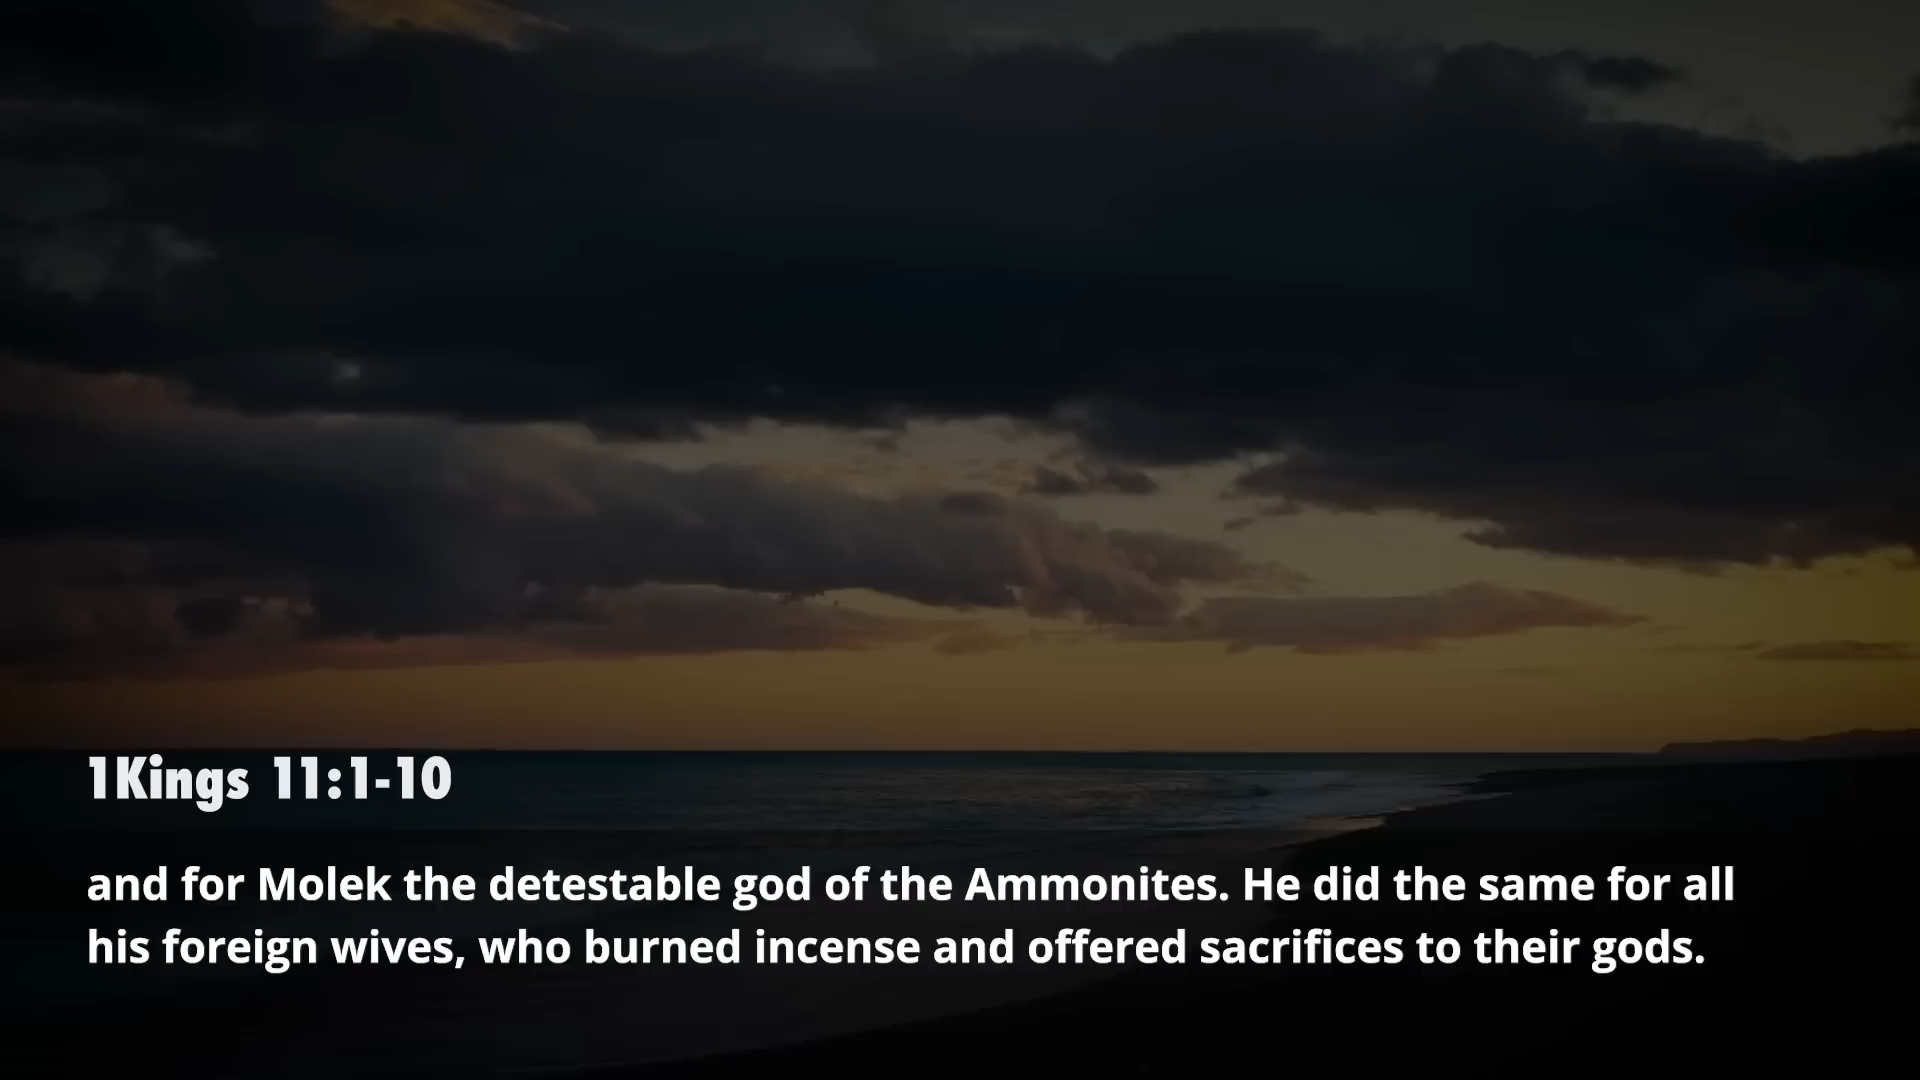 1Kings 11:1-10
and for Molek the detestable god of the Ammonites. He did the same for all
his foreign wives, who burned incense and offered sacrifices to their gods.